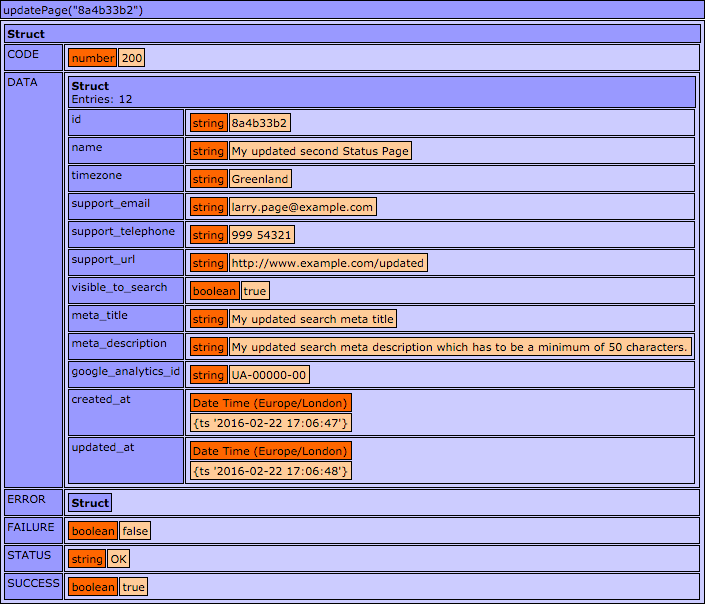 updatePage("8a4b33b2")
Struct
CODE number 200
DATA Struct
Entries: 12
id string 8a4b33b2
name string My updated second Status Page
timezone string Greenland
support_email string larry.page@example.com
support_telephone string 999 54321
support_url string http://www.example.com/updated
visible_to_search boolean true
meta_title string My updated search meta title
meta_description string My updated search meta description which has to be a minimum of 50 characters.
google_analytics_id string UA-00000-00
created_at Date Time (Europe/London)
{ts '2016-02-22 17:06:47'}
updated_at Date Time (Europe/London)
{ts '2016-02-22 17:06:48'}
ERROR Struct
FAILURE boolean false
STATUS string OK
SUCCESS boolean true